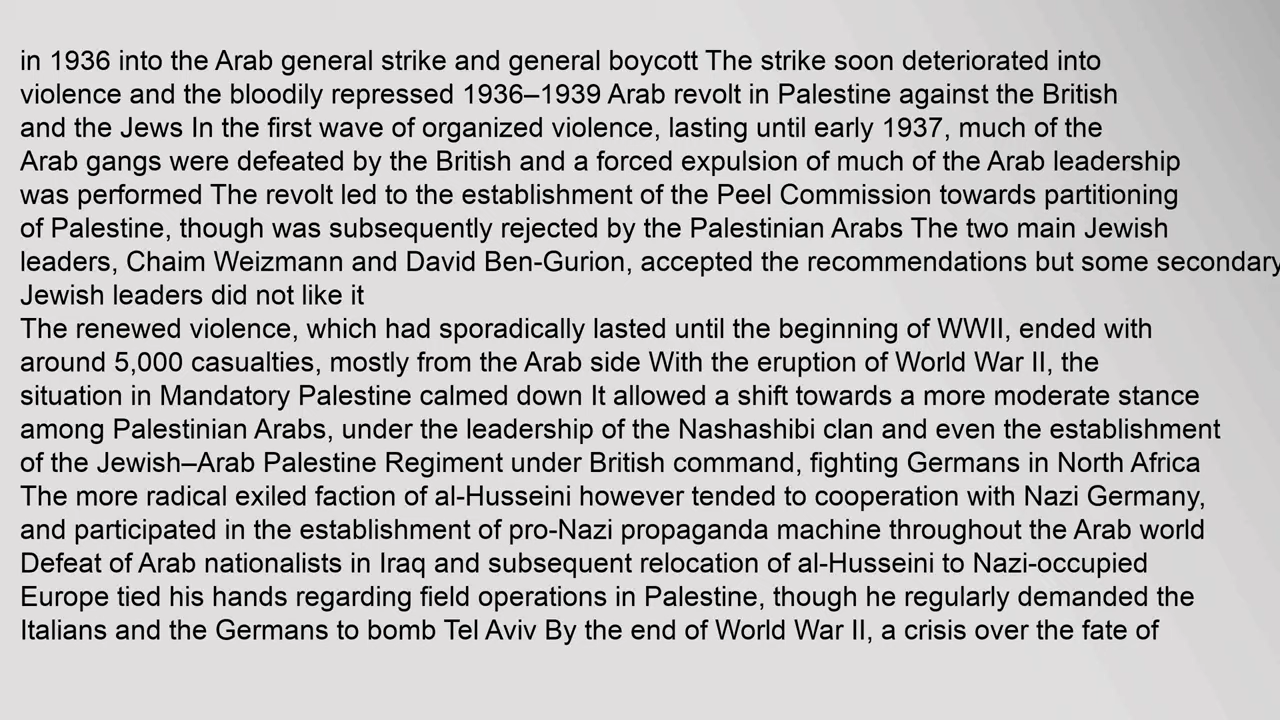 in 1936 into the Arab general strike and general boycott The strike soon deteriorated into
violence and the bloodily repressed 1936–1939 Arab revolt in Palestine against the British
and the Jews In the first wave of organized violence, lasting until early 1937, much of the
Arab gangs were defeated by the British and a forced expulsion of much of the Arab leadership
was performed The revolt led to the establishment of the Peel Commission towards partitioning
of Palestine, though was subsequently rejected by the Palestinian Arabs The two main Jewish
leaders, Chaim Weizmann and David Ben-Gurion, accepted the recommendations but some secondary
Jewish leaders did not like it
The renewed violence, which had sporadically lasted until the beginning of WWII, ended with
around 5,000 casualties, mostly from the Arab side With the eruption of World War II, the
situation in Mandatory Palestine calmed down It allowed a shift towards a more moderate stance
among Palestinian Arabs, under the leadership of the Nashashibi clan and even the establishment
of the Jewish–Arab Palestine Regiment under British command, fighting Germans in North Africa
The more radical exiled faction of al-Husseini however tended to cooperation with Nazi Germany,
and participated in the establishment of pro-Nazi propaganda machine throughout the Arab world
Defeat of Arab nationalists in Iraq and subsequent relocation of al-Husseini to Nazi-occupied
Europe tied his hands regarding field operations in Palestine, though he regularly demanded the
Italians and the Germans to bomb Tel Aviv By the end of World War II, a crisis over the fate of